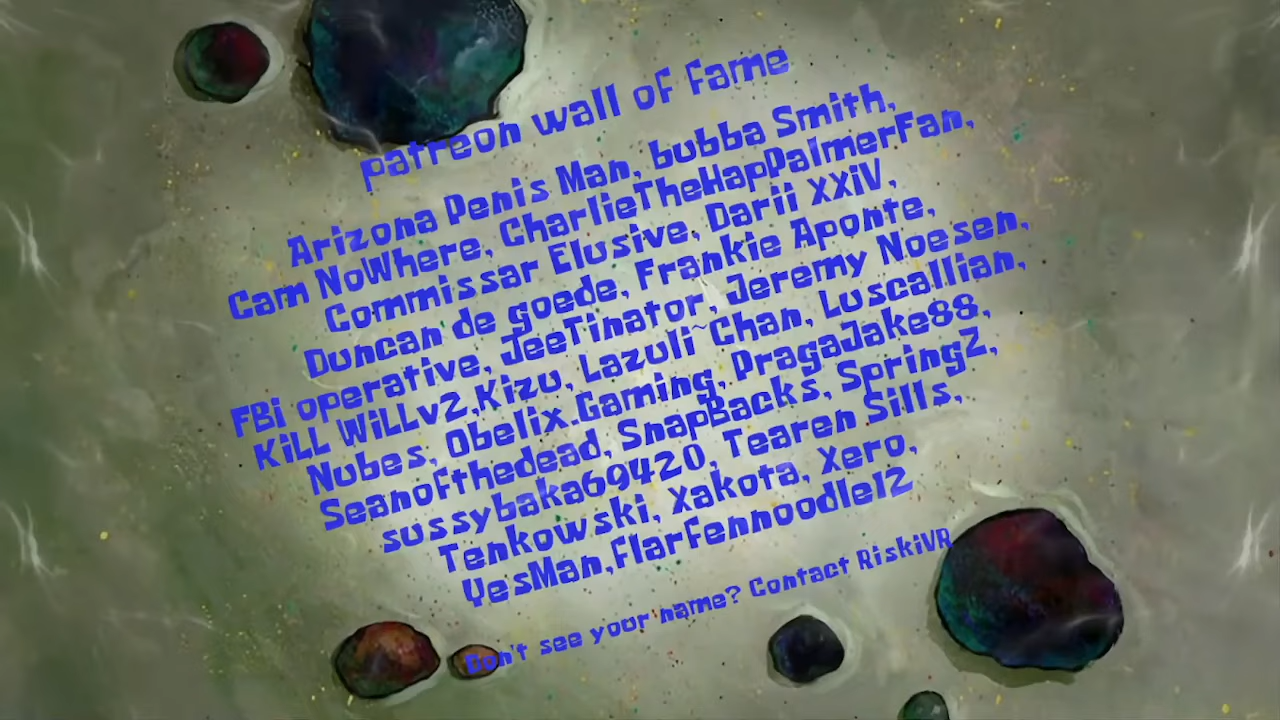 patreon wall of Fame
Arizona Penis Man, bubba Smith,
Cam NoWhere, CharlieTheHapPalmerFan,
Commissar Elusive, Darii XXiV,
Duncan de goede, Frankie Aponte,
FBi operative, JeeTinator, Jeremy Noesen,
KiLL WiLLv2,Kizu, Lazuli~Chan, Luscallian,
Nubes, Obelix.Gaming, PragaJake88,
Seanofthedead, SnapBacks, SpringZ,
sussybaka69420, Tearen Sills,
Tenkowski, Xakota, Xero,
YesMan,Flarfennoodle12
Don't see your name? Contact RiskiVR